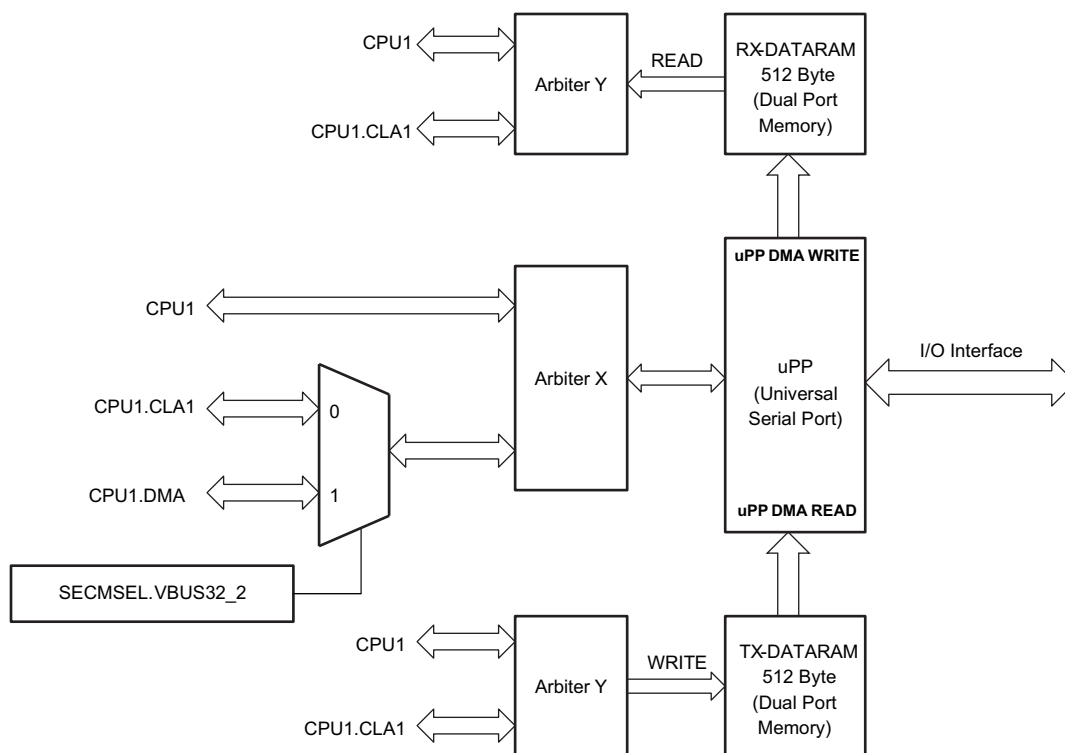 CPU1
CPU1.CLA1
Arbiter Y
READ
RX-DATARAM
512 Byte
(Dual Port
Memory)
CPU1
CPU1.CLA1
0
CPU1.DMA
1
SECMSEL.VBUS32_2
Arbiter X
uPP DMA WRITE
uPP
(Universal
Serial Port)
uPP DMA READ
I/O Interface
CPU1
CPU1.CLA1
Arbiter Y
WRITE
TX-DATARAM
512 Byte
(Dual Port
Memory)